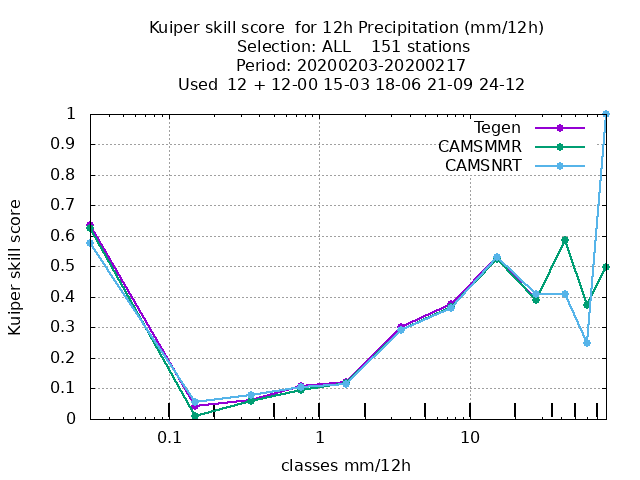 Kuiper skill score  for 12h Precipitation (mm/12h)
Selection: ALL    151 stations
Period: 20200203-20200217
Used  12 + 12-00 15-03 18-06 21-09 24-12
Tegen
CAMSMMR
CAMSNRT
Kuiper skill score
1
0.9
0.8
0.7
0.6
0.5
0.4
0.3
0.2
0.1
0
0.1 1 10
classes mm/12h